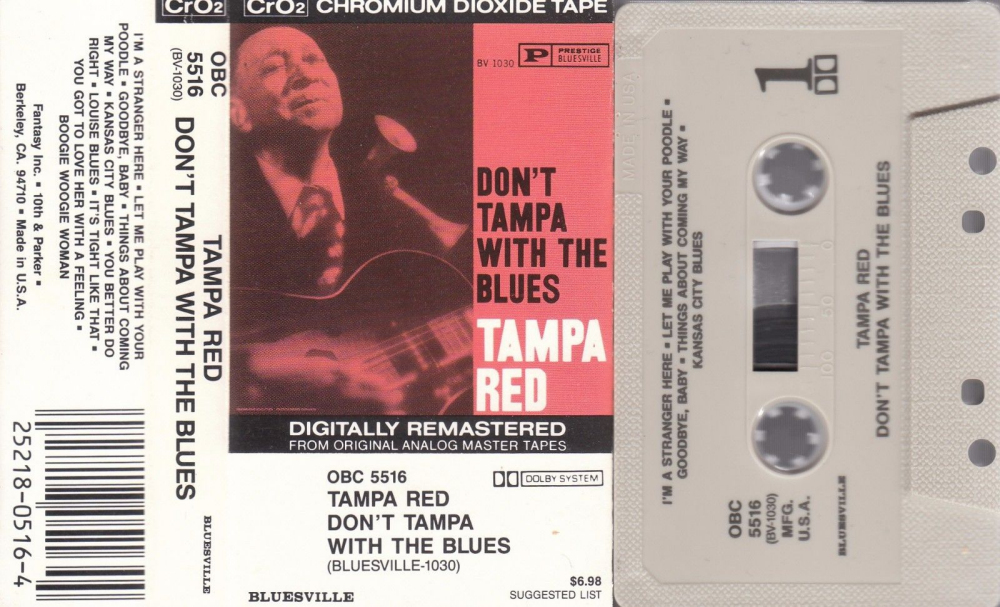 I'M A STRANGER HERE ▪ LET ME PLAY WITH YOUR
POODLE ▪ GOODBYE, BABY ▪ THINGS ABOUT COMING
MY WAY ▪ KANSAS CITY BLUES ▪ YOU BETTER DO
RIGHT ▪ LOUISE BLUES ▪ IT'S TIGHT LIKE THAT ▪
YOU GOT TO LOVE HER WITH A FEELING ▪
BOOGIE WOOGIE WOMAN
Fantasy Inc. ▪ 10th & Parker ▪
Berkeley, CA. 94710 ▪ Made in U.S.A.
25218-0516-4
CrO2
OBC
5516
(BV-1030)
TAMPA RED
DON'T TAMPA WITH THE BLUES
BLUESVILLE
CrO2 CHROMIUM DIOXIDE TAPE
BV 1030
P PRESTIGE
BLUESVILLE
DON'T
TAMPA
WITH THE
BLUES
TAMPA
RED
DIGITALLY REMASTERED
FROM ORIGINAL ANALOG MASTER TAPES
OBC 5516
DOLBY SYSTEM
TAMPA RED
DON'T TAMPA
WITH THE BLUES
(BLUESVILLE-1030)
$6.98
SUGGESTED LIST
BLUESVILLE
MADE IN USA
1
I'M A STRANGER HERE ▪ LET ME PLAY WITH YOUR POODLE ▪
GOODBYE, BABY ▪ THINGS ABOUT COMING MY WAY ▪
KANSAS CITY BLUES
TAMPA RED
DON'T TAMPA WITH THE BLUES
OBC
5516
(BV-1030)
MFG.
U.S.A.
BLUESVILLE